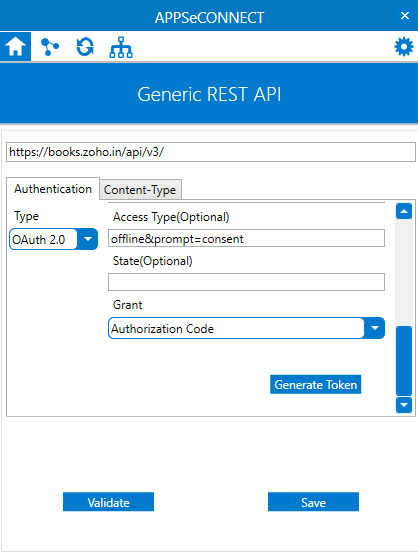 APPSeCONNECT
×
Generic REST API
https://books.zoho.in/api/v3/
Authentication
Content-Type
Type
OAuth 2.0
Access Type(Optional)
offline&prompt=consent
State(Optional)
Grant
Authorization Code
Generate Token
Validate
Save